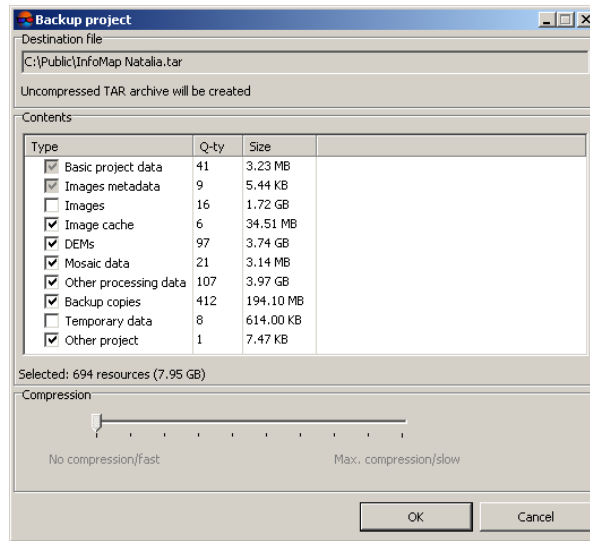 Backup project
Destination file
C:\Public\InfoMap Natalia.tar
Uncompressed TAR archive will be created
Contents
Type Q-ty Size
Basic project data 41 3.23 MB
Images metadata 9 5.44 KB
Images 16 1.72 GB
Image cache 6 34.51 MB
DEMs 97 3.74 GB
Mosaic data 21 3.14 MB
Other processing data 107 3.97 GB
Backup copies 412 194.10 MB
Temporary data 8 614.00 KB
Other project 1 7.47 KB
Selected: 694 resources (7.95 GB)
Compression
No compression/fast Max. compression/slow
OK Cancel